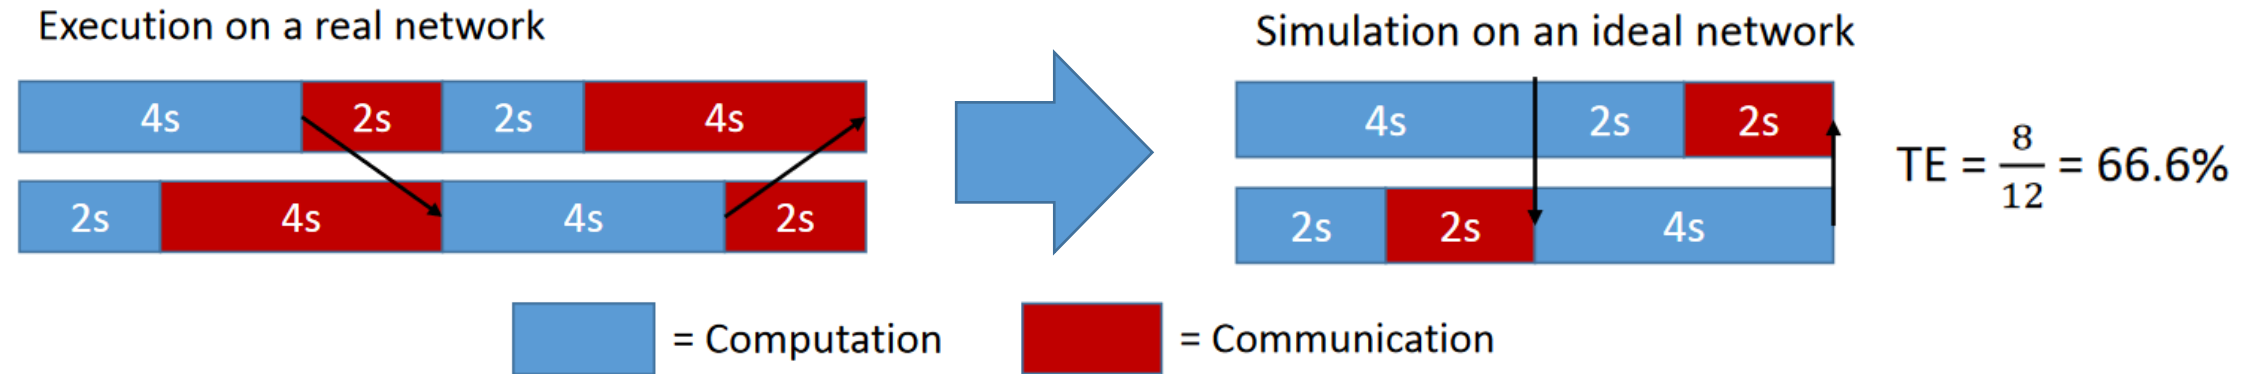 Execution on a real network
4s 2s 2s 4s
2s 4s 4s 2s
Simulation on an ideal network
4s 2s 2s
2s 2s 4s
TE = 8/12 = 66.6%
= Computation
= Communication